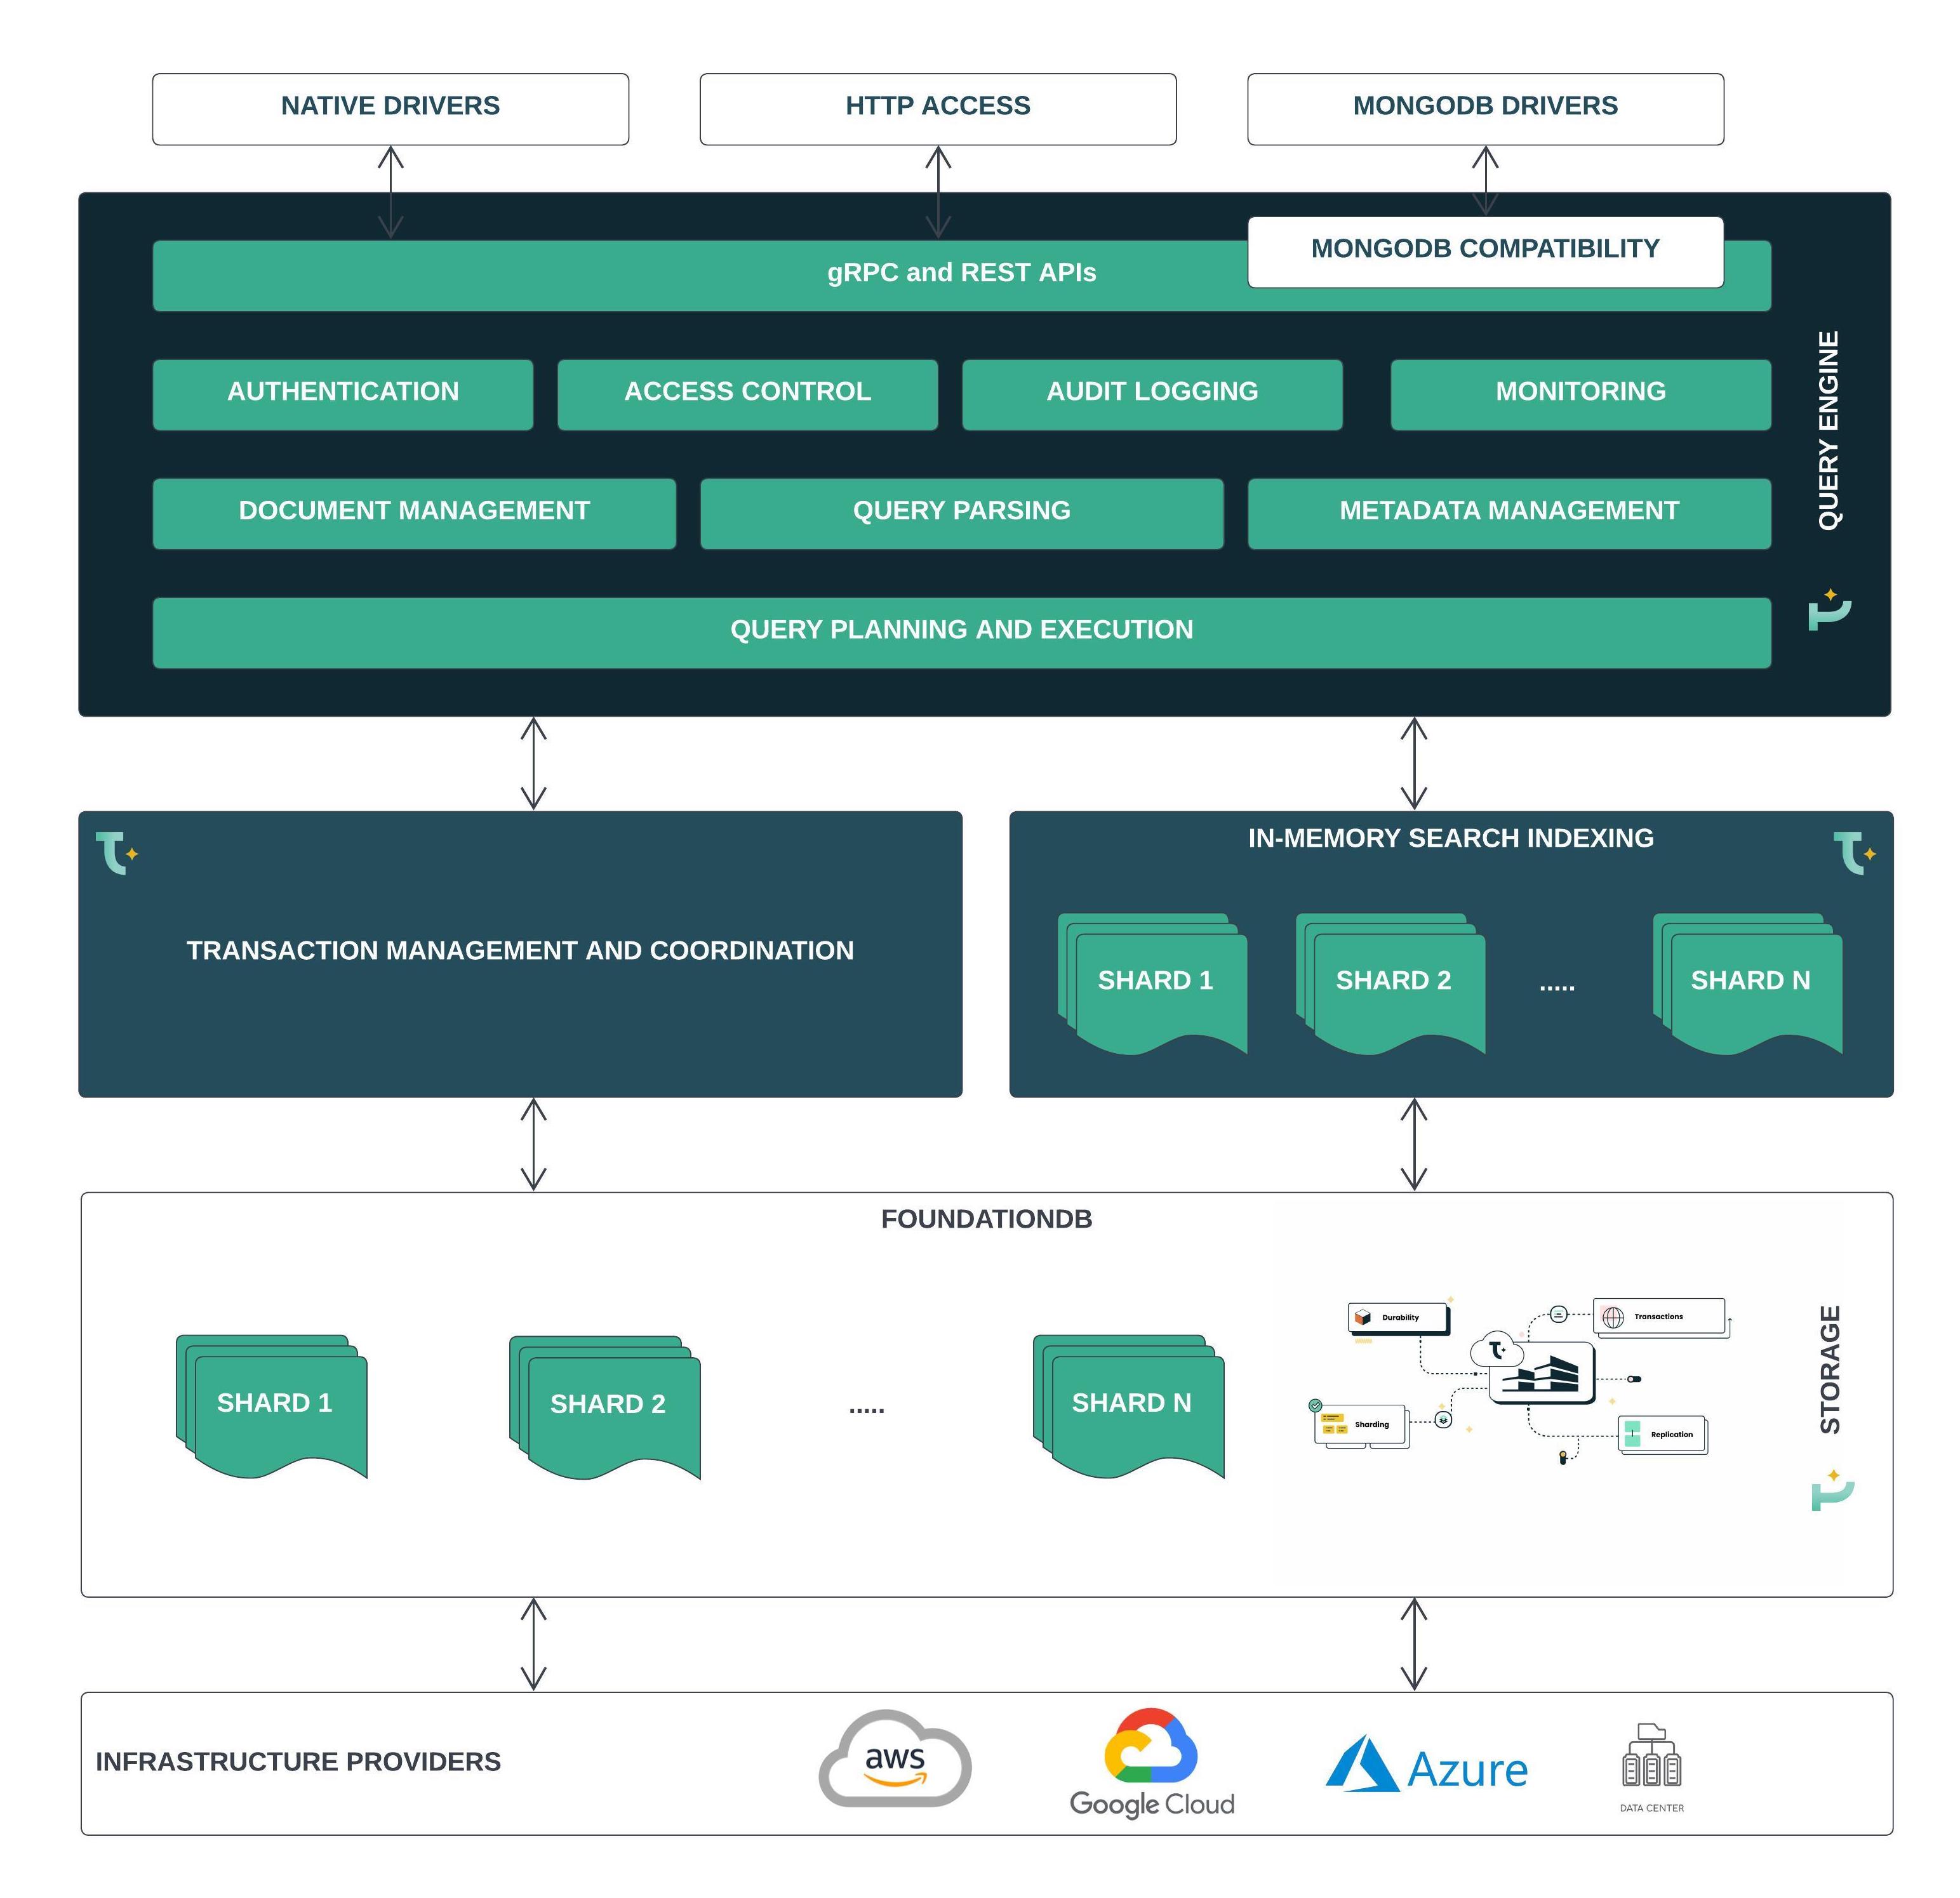 NATIVE DRIVERS
HTTP ACCESS
MONGODB DRIVERS
MONGODB COMPATIBILITY
gRPC and REST APIs
AUTHENTICATION
ACCESS CONTROL
AUDIT LOGGING
MONITORING
DOCUMENT MANAGEMENT
QUERY PARSING
METADATA MANAGEMENT
QUERY PLANNING AND EXECUTION
QUERY ENGINE
TRANSACTION MANAGEMENT AND COORDINATION
IN-MEMORY SEARCH INDEXING
SHARD 1
SHARD 2
.....
SHARD N
FOUNDATIONDB
SHARD 1
SHARD 2
.....
SHARD N
Durability
Transactions
Sharding
Replication
STORAGE
INFRASTRUCTURE PROVIDERS
aws
Google Cloud
Azure
DATA CENTER